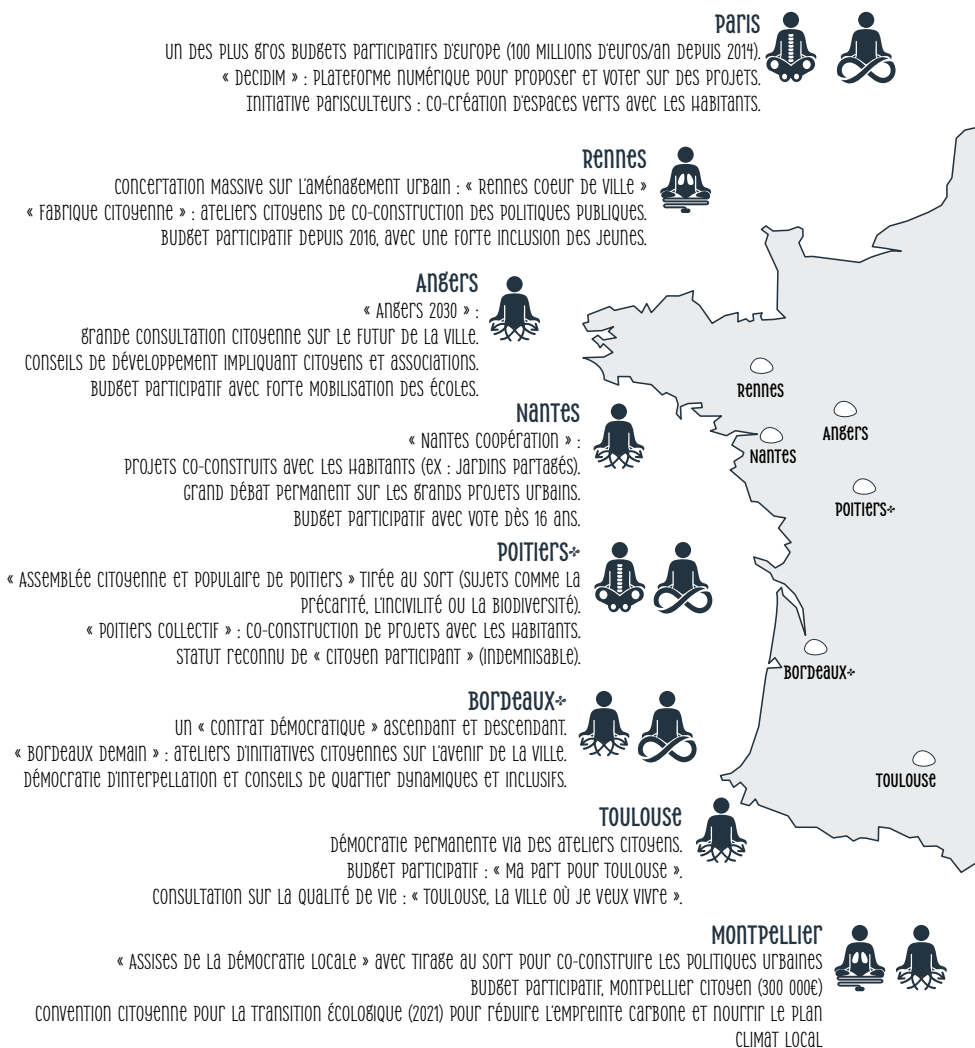 Paris
un des plus gros budgets participatifs d'Europe (100 millions d'euros/an depuis 2014).
« Decidim » : plateforme numérique pour proposer et voter sur des projets.
Initiative Parisculteurs : co-création d'espaces verts avec les habitants.
Rennes
Concertation massive sur l'aménagement urbain : « Rennes Coeur de Ville »
« Fabrique citoyenne » : ateliers citoyens de co-construction des politiques publiques.
Budget participatif depuis 2016, avec une forte inclusion des jeunes.
Angers
« Angers 2030 » :
grande consultation citoyenne sur le futur de la ville.
Conseils de développement impliquant citoyens et associations.
Budget participatif avec forte mobilisation des écoles.
Nantes
« Nantes Coopération » :
projets co-construits avec les habitants (ex : jardins partagés).
Grand débat permanent sur les grands projets urbains.
Budget participatif avec vote dès 16 ans.
Poitiers✣
« Assemblée citoyenne et populaire de Poitiers » tirée au sort (sujets comme la
précarité, l'incivilité ou la biodiversité).
« Poitiers Collectif » : co-construction de projets avec les habitants.
Statut reconnu de « citoyen participant » (indemnisable).
Bordeaux✣
un « contrat démocratique » ascendant et descendant.
« Bordeaux Demain » : ateliers d'initiatives citoyennes sur l'avenir de la ville.
Démocratie d'interpellation et conseils de quartier dynamiques et inclusifs.
Toulouse
Démocratie permanente via des ateliers citoyens.
Budget participatif : « Ma part pour Toulouse ».
Consultation sur la qualité de vie : « Toulouse, la ville où je veux vivre ».
Montpellier
« Assises de la démocratie locale » avec tirage au sort pour co-construire les politiques urbaines
Budget participatif, Montpellier citoyen (300 000€)
Convention Citoyenne pour la Transition Écologique (2021) pour réduire l'empreinte carbone et nourrir le plan
climat local
Rennes
Angers
Nantes
Poitiers✣
Bordeaux✣
Toulouse